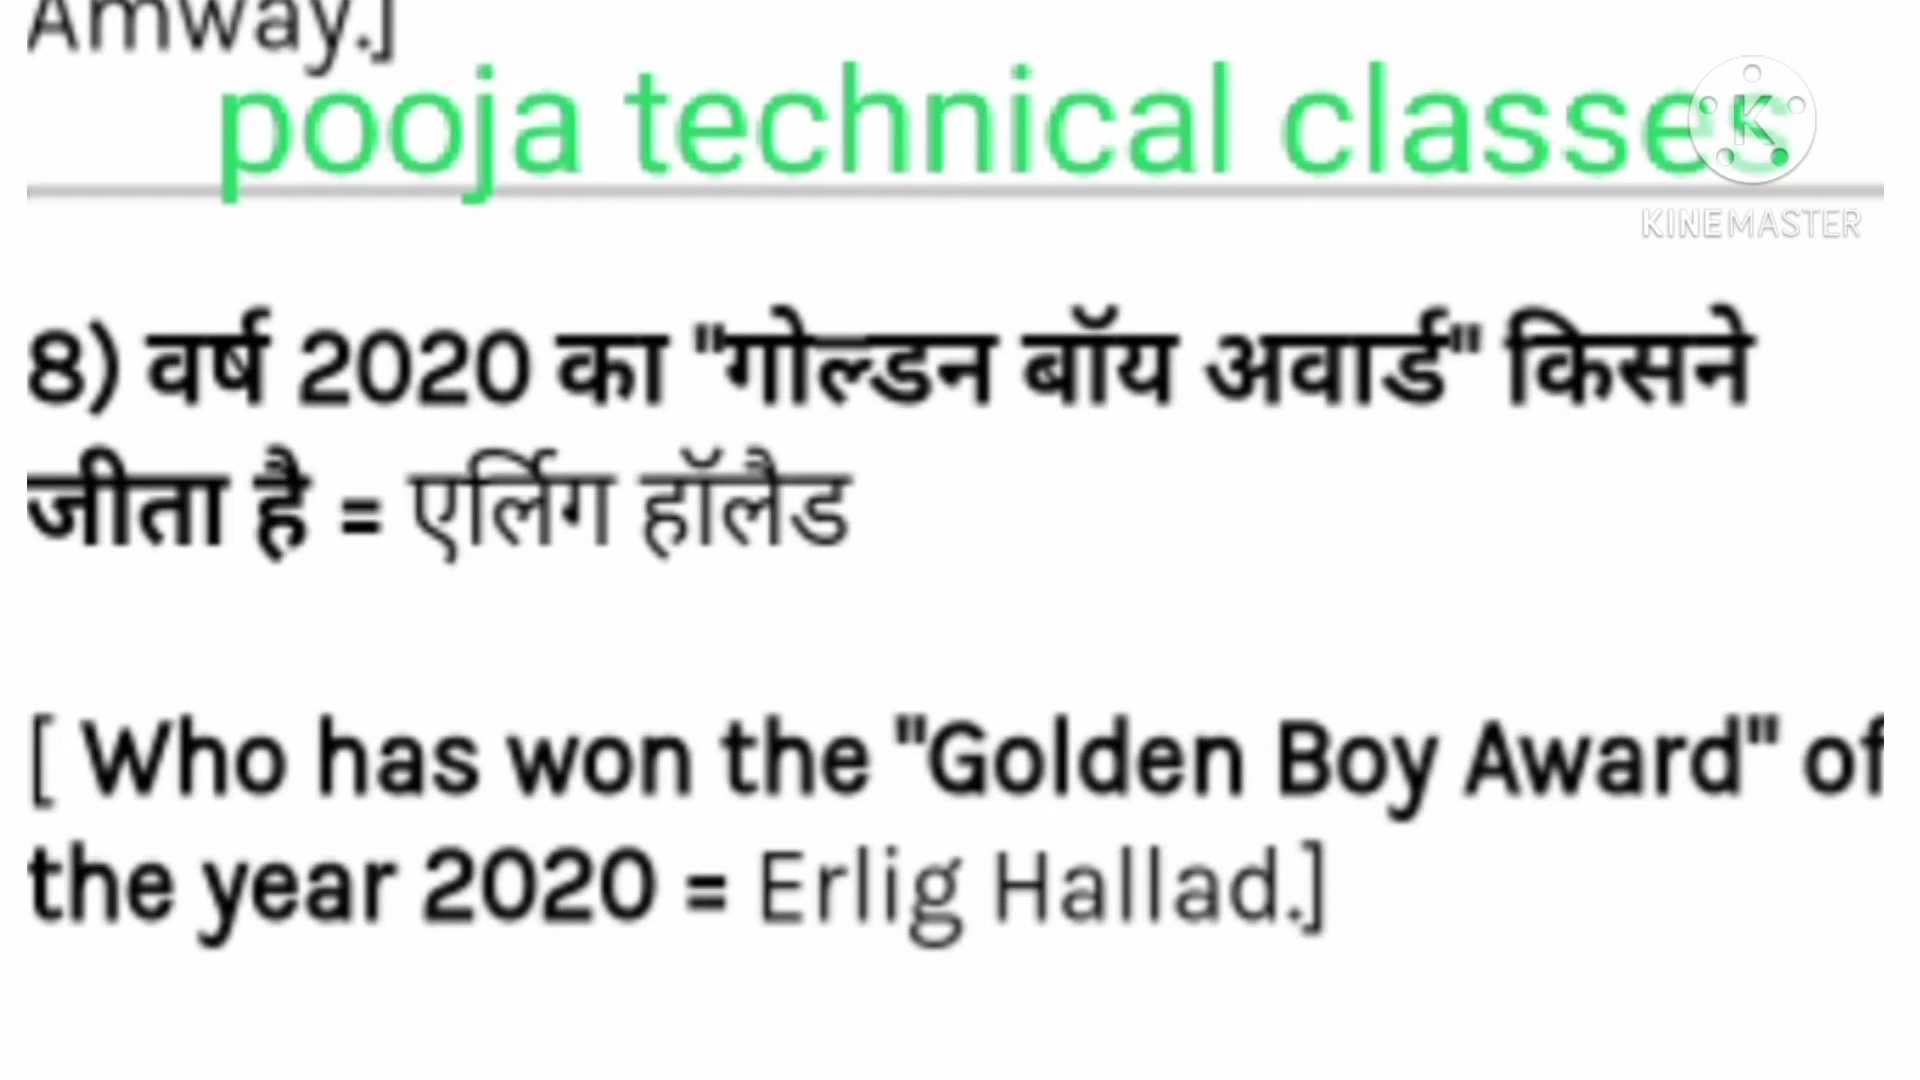 Amway.]
pooja technical classes
K
KINEMASTER
8) वर्ष 2020 का "गोल्डन बॉय अवार्ड" किसने
जीता है = एर्लिग हॉलैड
[ Who has won the "Golden Boy Award" of
the year 2020 = Erlig Hallad.]